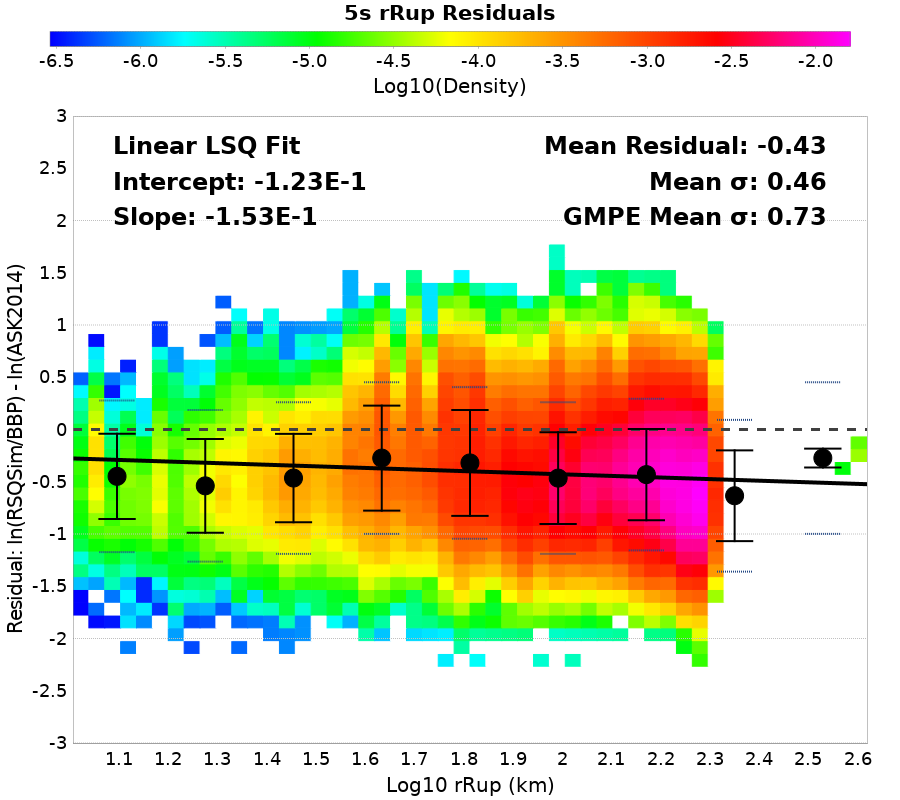 5s rRup Residuals
-6.5 -6.0 -5.5 -5.0 -4.5 -4.0 -3.5 -3.0 -2.5 -2.0
Log10(Density)
Linear LSQ Fit
Intercept: -1.23E-1
Slope: -1.53E-1
Mean Residual: -0.43
Mean σ: 0.46
GMPE Mean σ: 0.73
Residual: ln(RSQSim/BBP) - ln(ASK2014)
3
2.5
2
1.5
1
0.5
0
-0.5
-1
-1.5
-2
-2.5
-3
1.1 1.2 1.3 1.4 1.5 1.6 1.7 1.8 1.9 2 2.1 2.2 2.3 2.4 2.5 2.6
Log10 rRup (km)